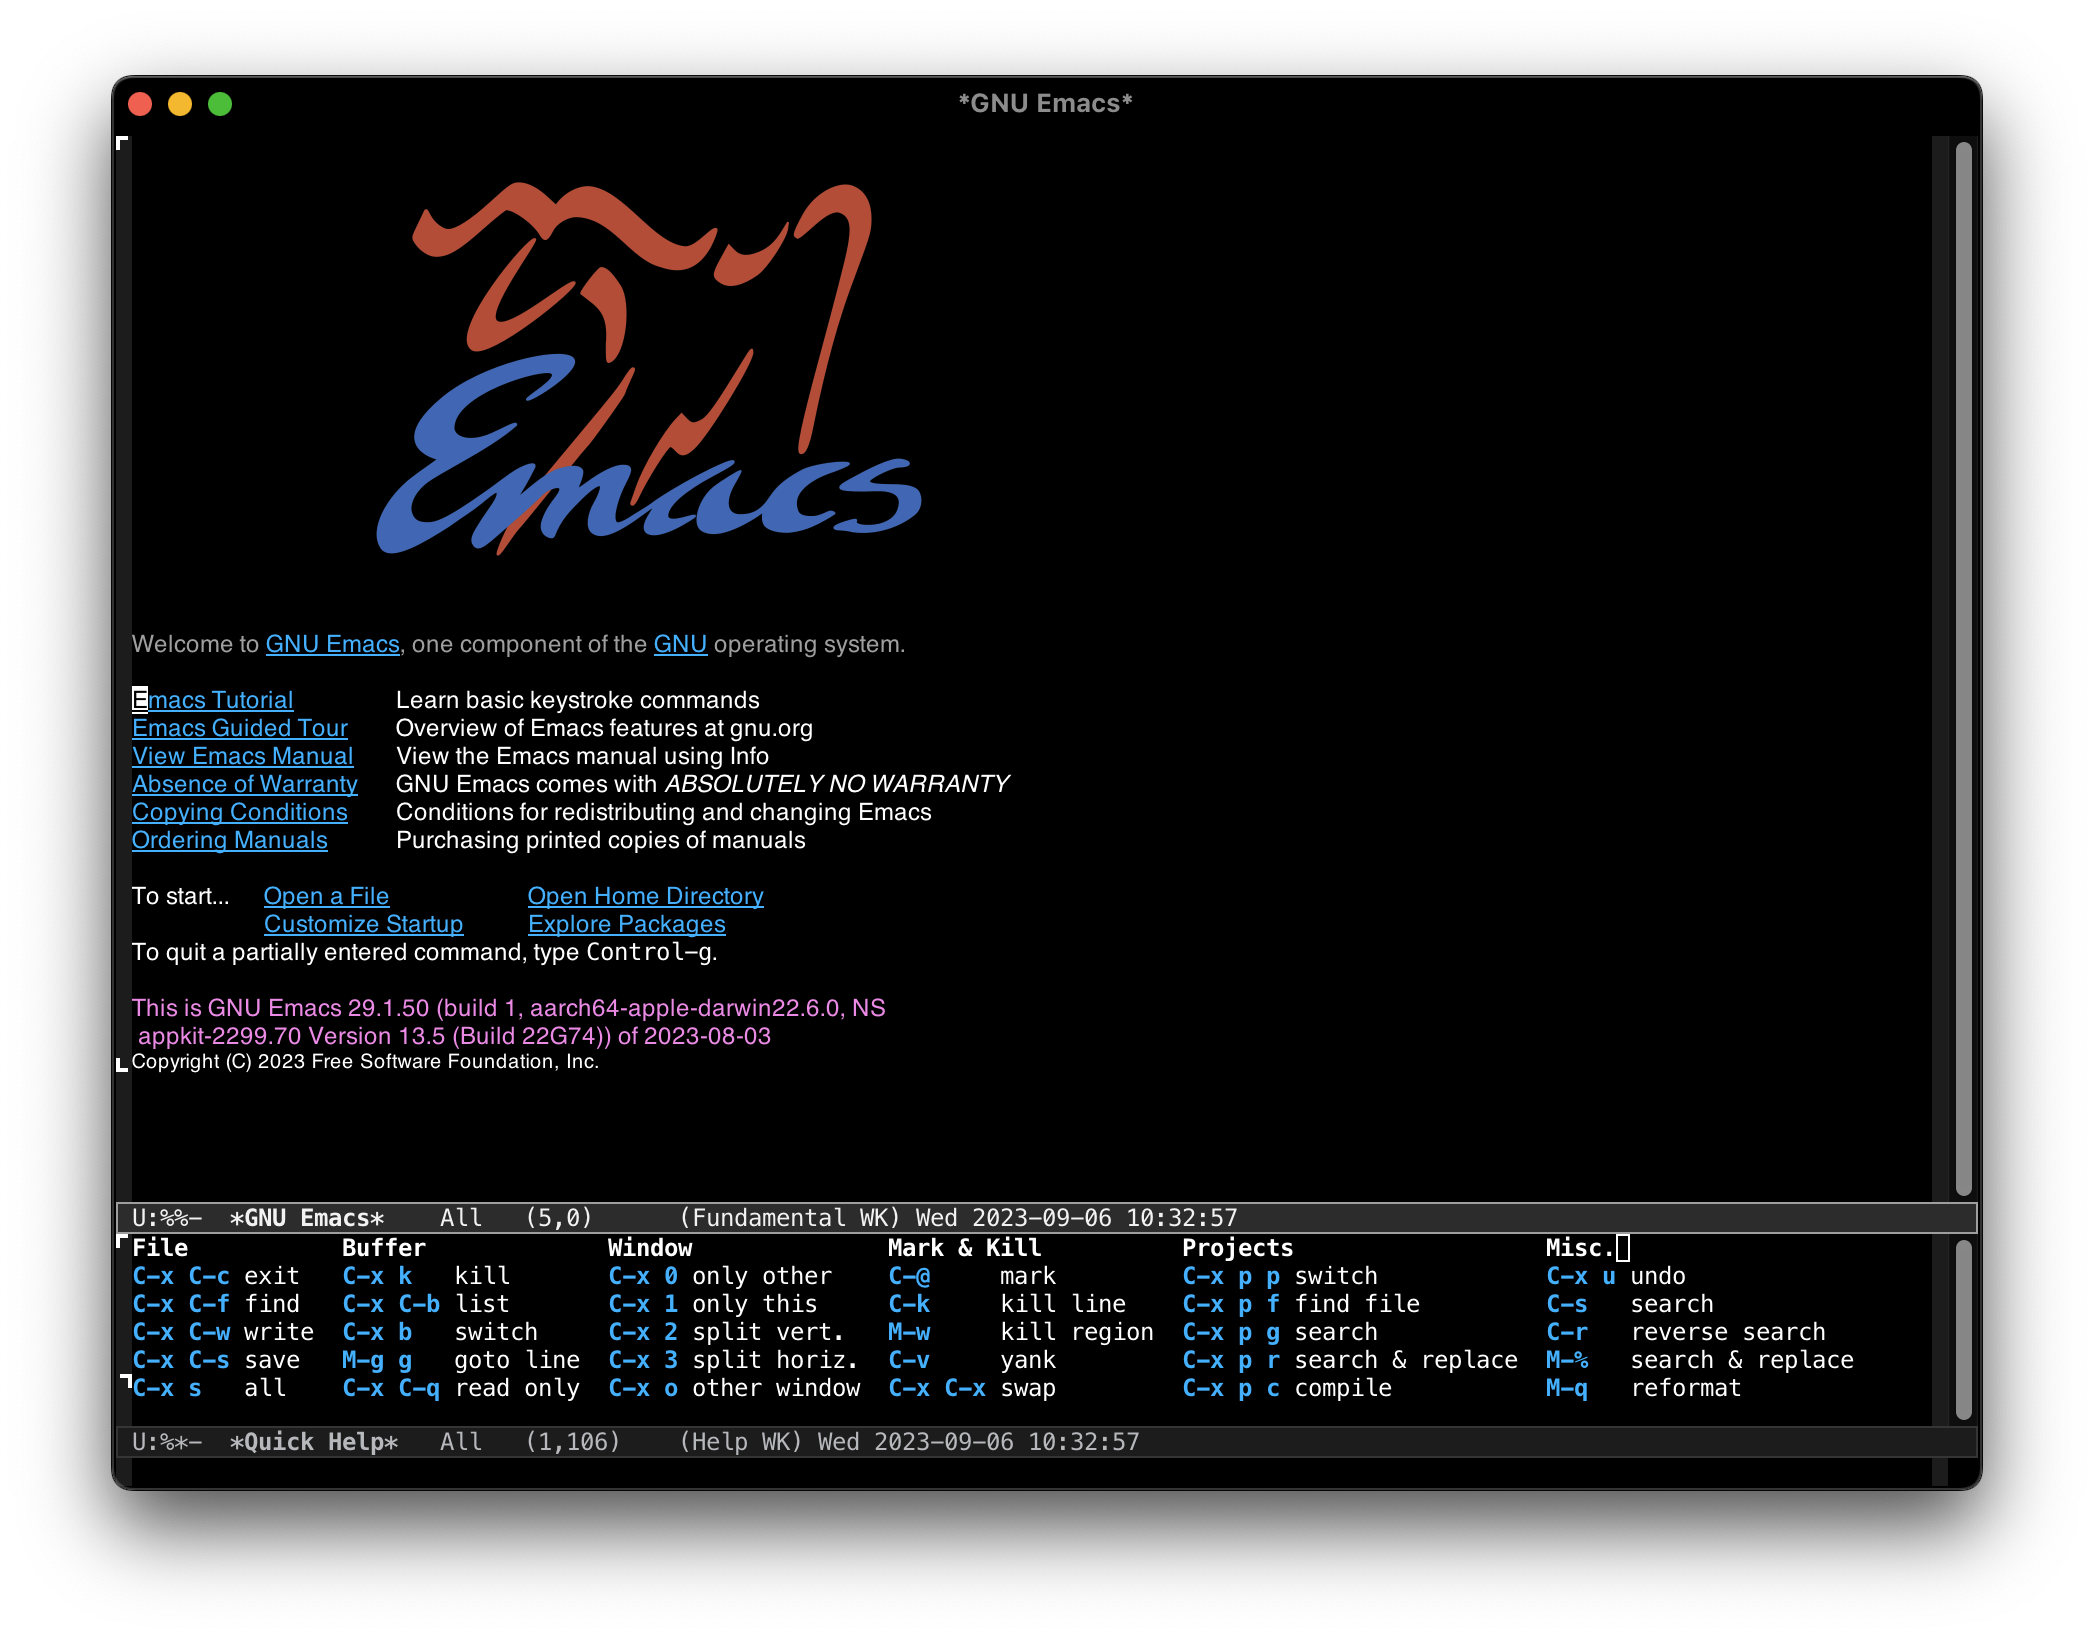 *GNU Emacs*
Emacs
Welcome to GNU Emacs, one component of the GNU operating system.
Emacs Tutorial Learn basic keystroke commands
Emacs Guided Tour Overview of Emacs features at gnu.org
View Emacs Manual View the Emacs manual using Info
Absence of Warranty GNU Emacs comes with ABSOLUTELY NO WARRANTY
Copying Conditions Conditions for redistributing and changing Emacs
Ordering Manuals Purchasing printed copies of manuals
To start... Open a File Open Home Directory
Customize Startup Explore Packages
To quit a partially entered command, type Control-g.
This is GNU Emacs 29.1.50 (build 1, aarch64-apple-darwin22.6.0, NS
appkit-2299.70 Version 13.5 (Build 22G74)) of 2023-08-03
Copyright (C) 2023 Free Software Foundation, Inc.
U:%%- *GNU Emacs* All (5,0) (Fundamental WK) Wed 2023-09-06 10:32:57
File Buffer Window Mark & Kill Projects Misc.
C-x C-c exit C-x k kill C-x 0 only other C-@ mark C-x p p switch C-x u undo
C-x C-f find C-x C-b list C-x 1 only this C-k kill line C-x p f find file C-s search
C-x C-w write C-x b switch C-x 2 split vert. M-w kill region C-x p g search C-r reverse search
C-x C-s save M-g g goto line C-x 3 split horiz. C-v yank C-x p r search & replace M-% search & replace
C-x s all C-x C-q read only C-x o other window C-x C-x swap C-x p c compile M-q reformat
U:%*- *Quick Help* All (1,106) (Help WK) Wed 2023-09-06 10:32:57